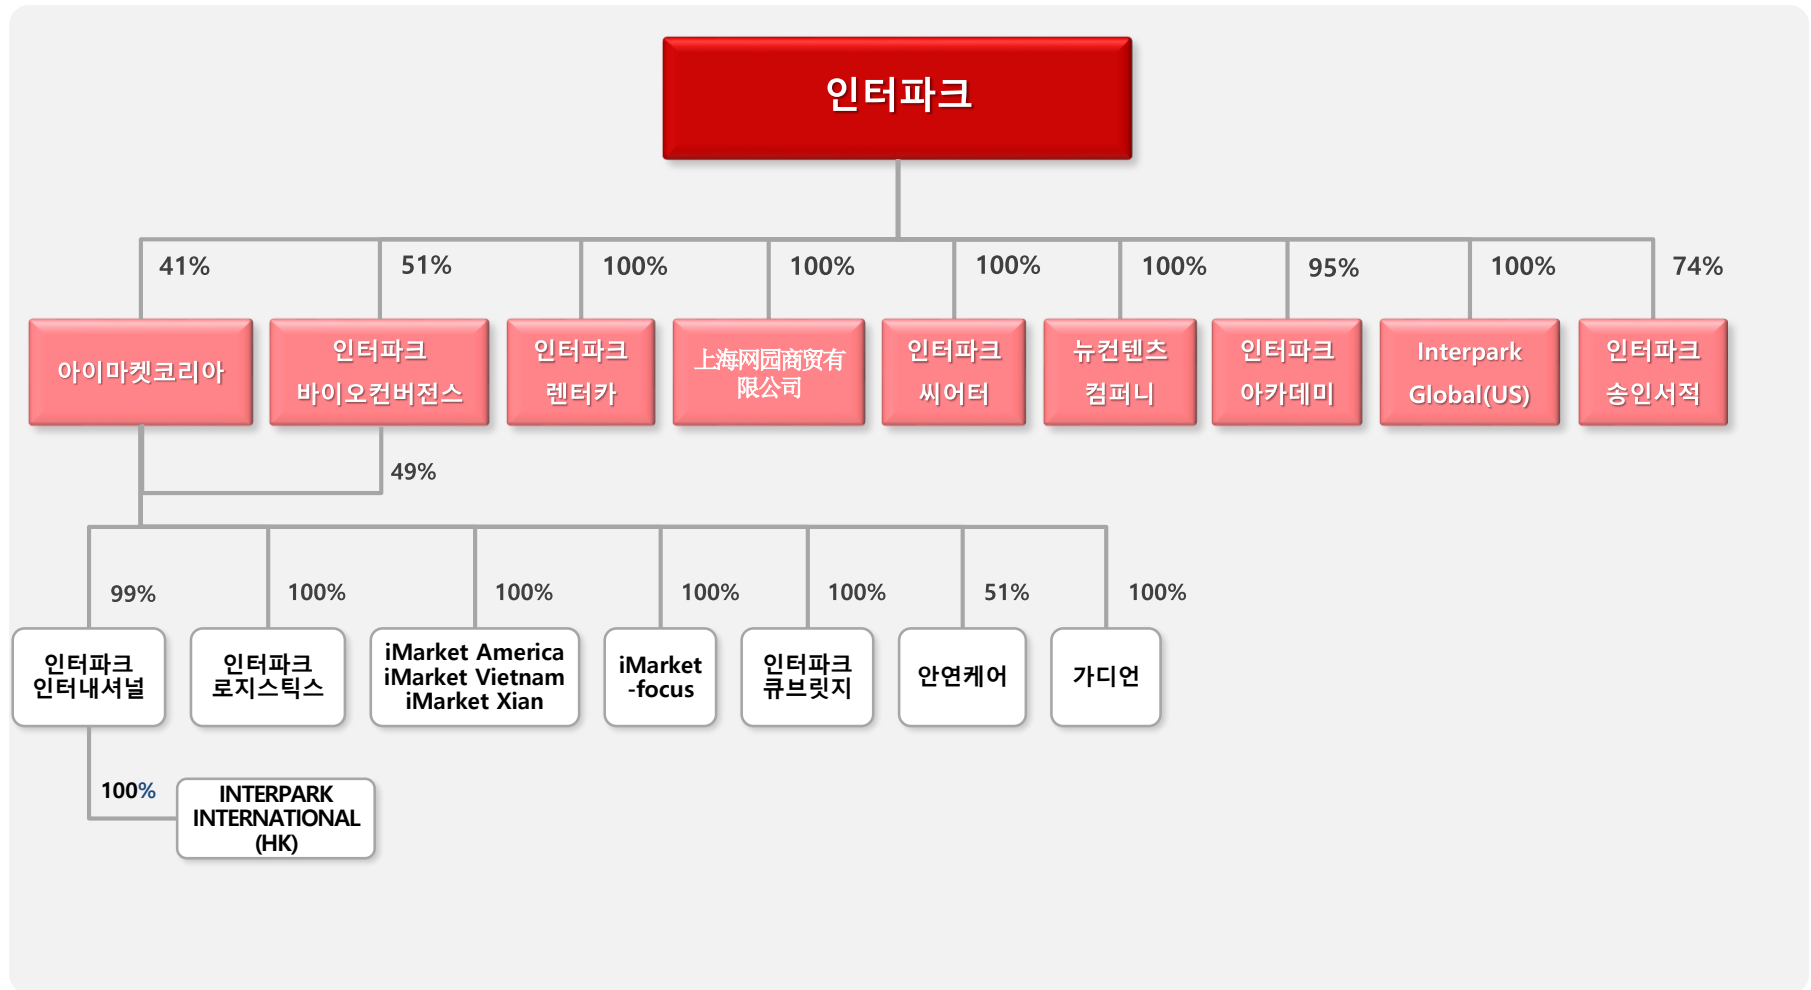 인터파크
41%
51%
100%
100%
100%
100%
95%
100%
74%
아이마켓코리아
인터파크
바이오컨버전스
인터파크
렌터카
上海网园商贸有
限公司
인터파크
씨어터
뉴컨텐츠
컴퍼니
인터파크
아카데미
Interpark
Global(US)
인터파크
송인서적
49%
99%
100%
100%
100%
100%
51%
100%
인터파크
인터내셔널
인터파크
로지스틱스
iMarket America
iMarket Vietnam
iMarket Xian
iMarket
-focus
인터파크
큐브릿지
안연케어
가디언
100%
INTERPARK
INTERNATIONAL
(HK)